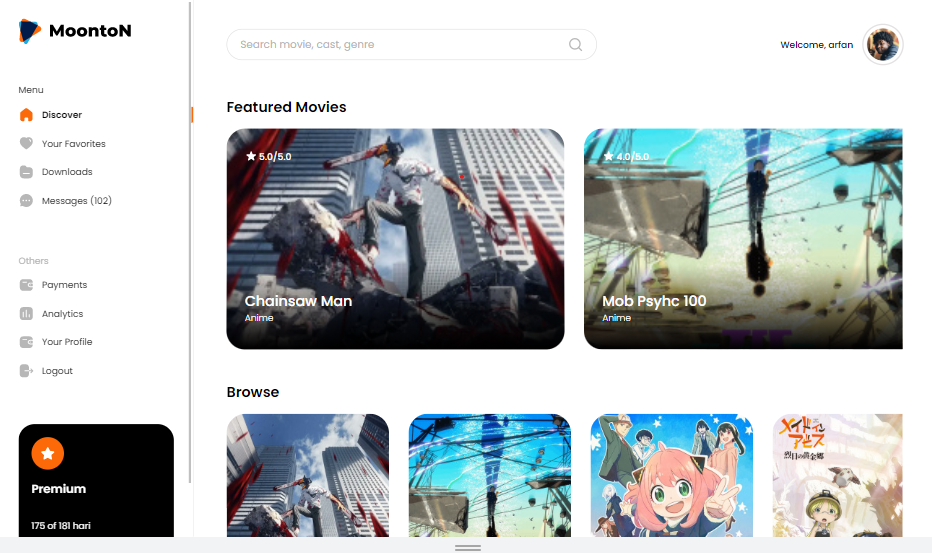 MoontoN
Search movie, cast, genre
Welcome, arfan
Menu
Discover
Your Favorites
Downloads
Messages (102)
Others
Payments
Analytics
Your Profile
Logout
Premium
175 of 181 hari
Featured Movies
5.0/5.0
Chainsaw Man
Anime
4.0/5.0
Mob Psyhc 100
Anime
Browse
メイドイン
アビス
烈日の黄金郷